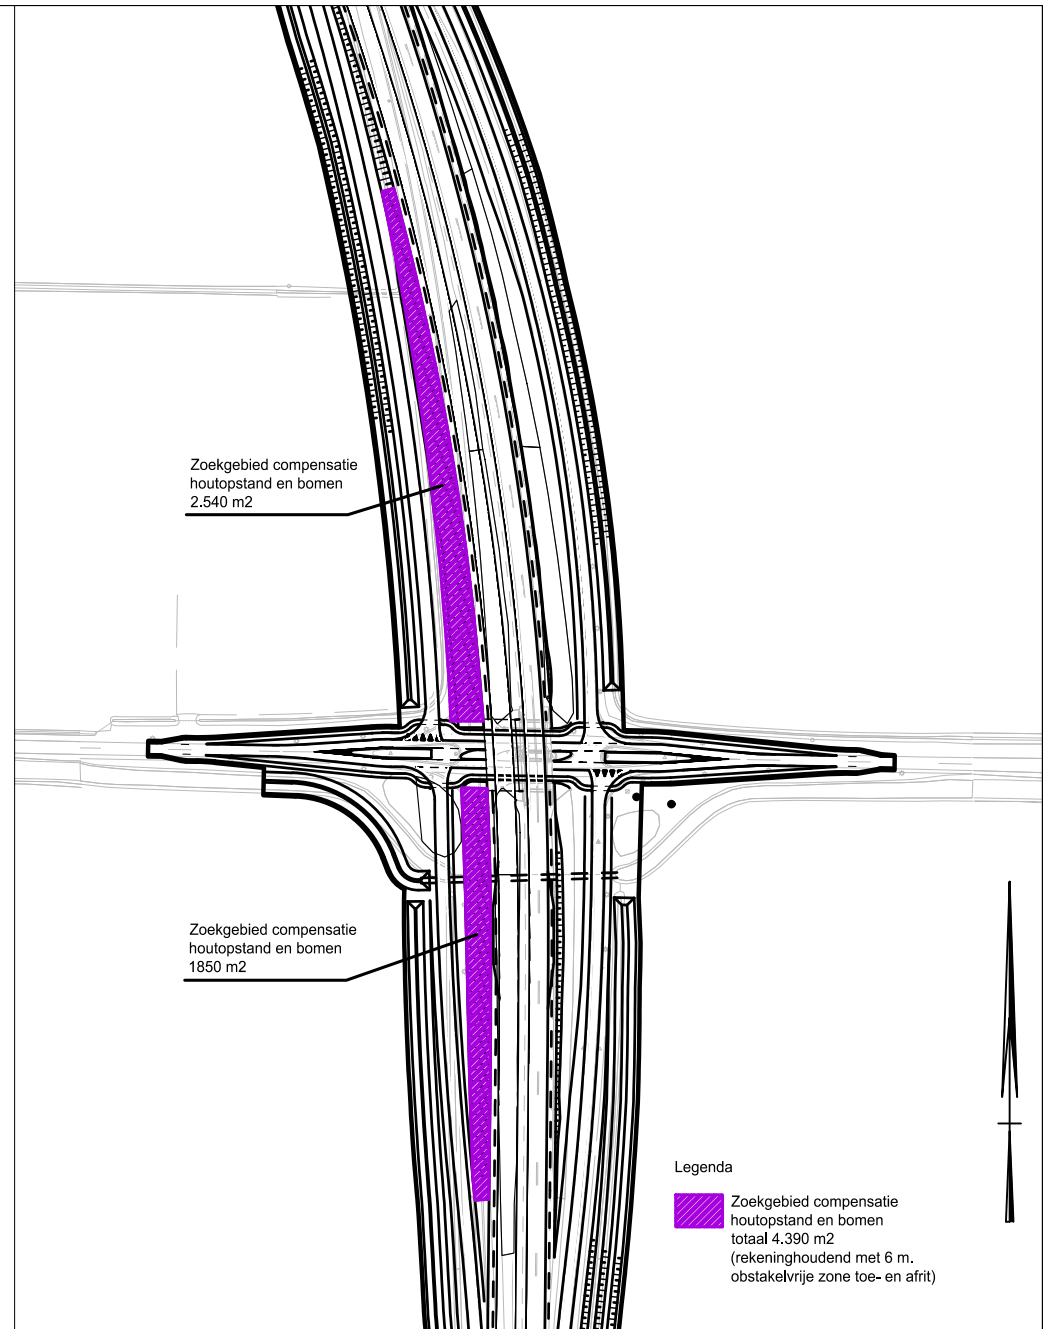 Zoekgebied compensatie
houtopstand en bomen
2.540 m2
Zoekgebied compensatie
houtopstand en bomen
1850 m2
Legenda
Zoekgebied compensatie
houtopstand en bomen
totaal 4.390 m2
(rekeninghoudend met 6 m.
obstakelvrije zone toe- en afrit)